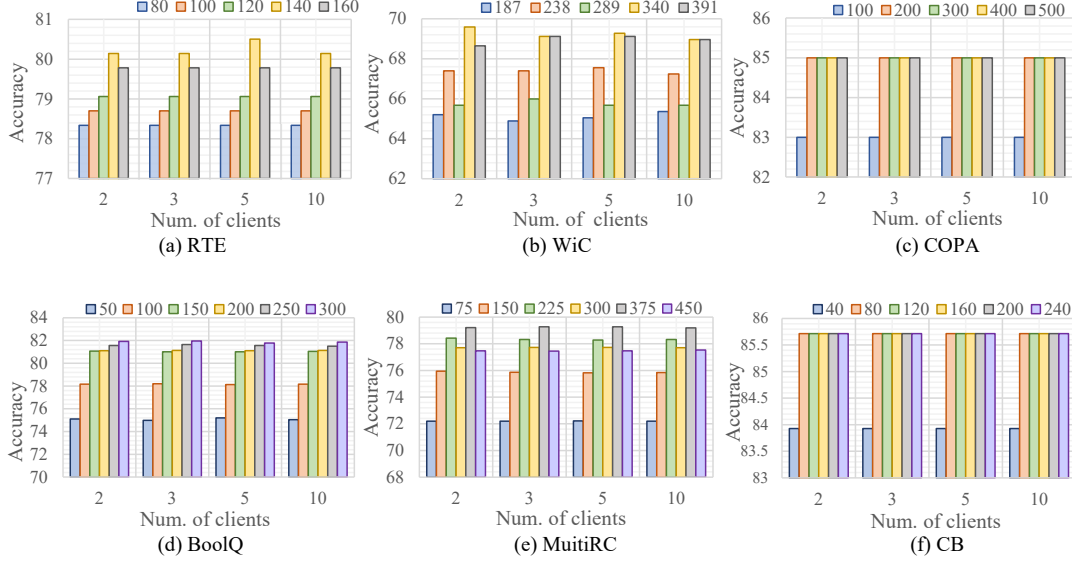 80 100 120 140 160
81
80
79
78
77
Accuracy
2 3 5 10
Num. of clients
(a) RTE
187 238 289 340 391
70
68
66
64
62
Accuracy
2 3 5 10
Num. of clients
(b) WiC
100 200 300 400 500
86
85
84
83
82
Accuracy
2 3 5 10
Num. of clients
(c) COPA
50 100 150 200 250 300
84
82
80
78
76
74
72
70
Accuracy
2 3 5 10
Num. of clients
(d) BoolQ
75 150 225 300 375 450
80
78
76
74
72
70
68
Accuracy
2 3 5 10
Num. of clients
(e) MuitiRC
40 80 120 160 200 240
86
85.5
85
84.5
84
83.5
83
Accuracy
2 3 5 10
Num. of clients
(f) CB